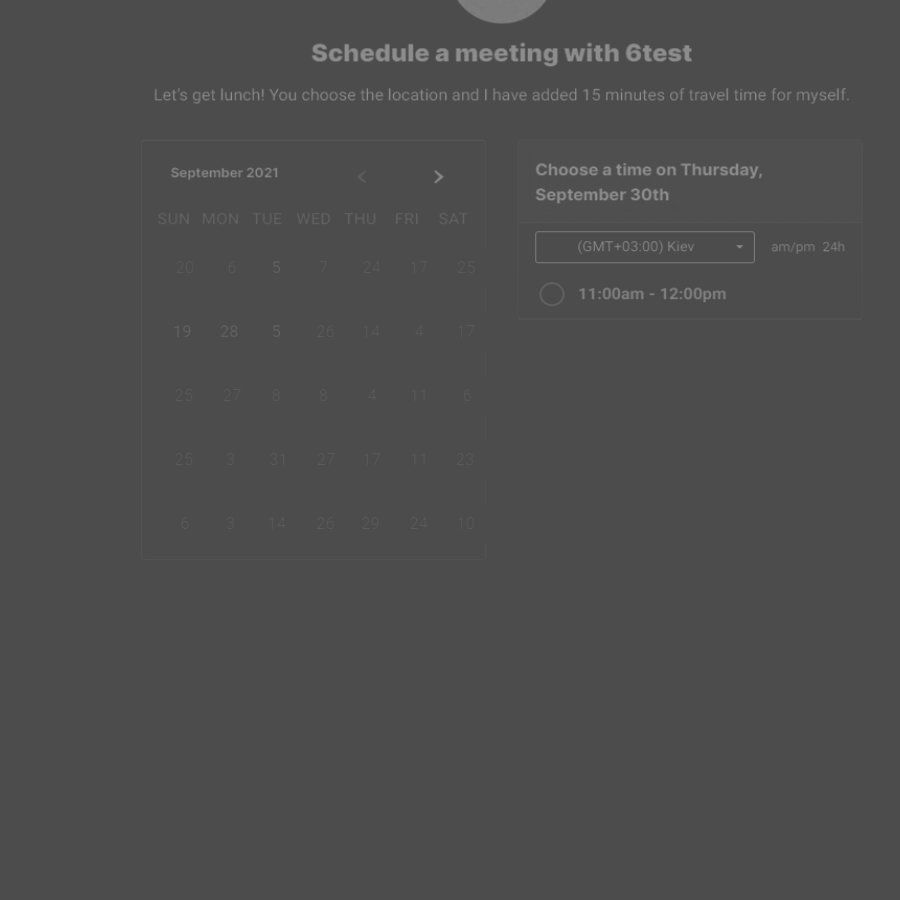 Schedule a meeting with 6test
Let's get lunch! You choose the location and I have added 15 minutes of travel time for myself.
September 2021
SUN MON TUE WED THU FRI SAT
20 6 5 7 24 17 25
19 28 5 26 14 4 17
25 27 8 8 4 11 6
25 3 31 27 17 11 23
6 3 14 26 29 24 10
Choose a time on Thursday,
September 30th
(GMT+03:00) Kiev am/pm 24h
11:00am - 12:00pm